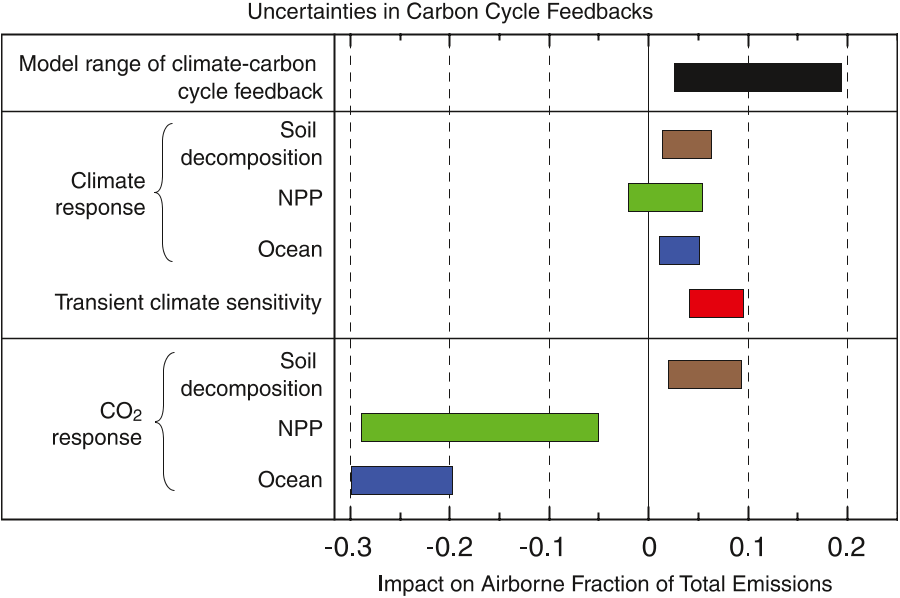 Uncertainties in Carbon Cycle Feedbacks
Model range of climate-carbon
cycle feedback
Climate
response
Soil
decomposition
NPP
Ocean
Transient climate sensitivity
CO₂
response
Soil
decomposition
NPP
Ocean
-0.3 -0.2 -0.1 0 0.1 0.2
Impact on Airborne Fraction of Total Emissions